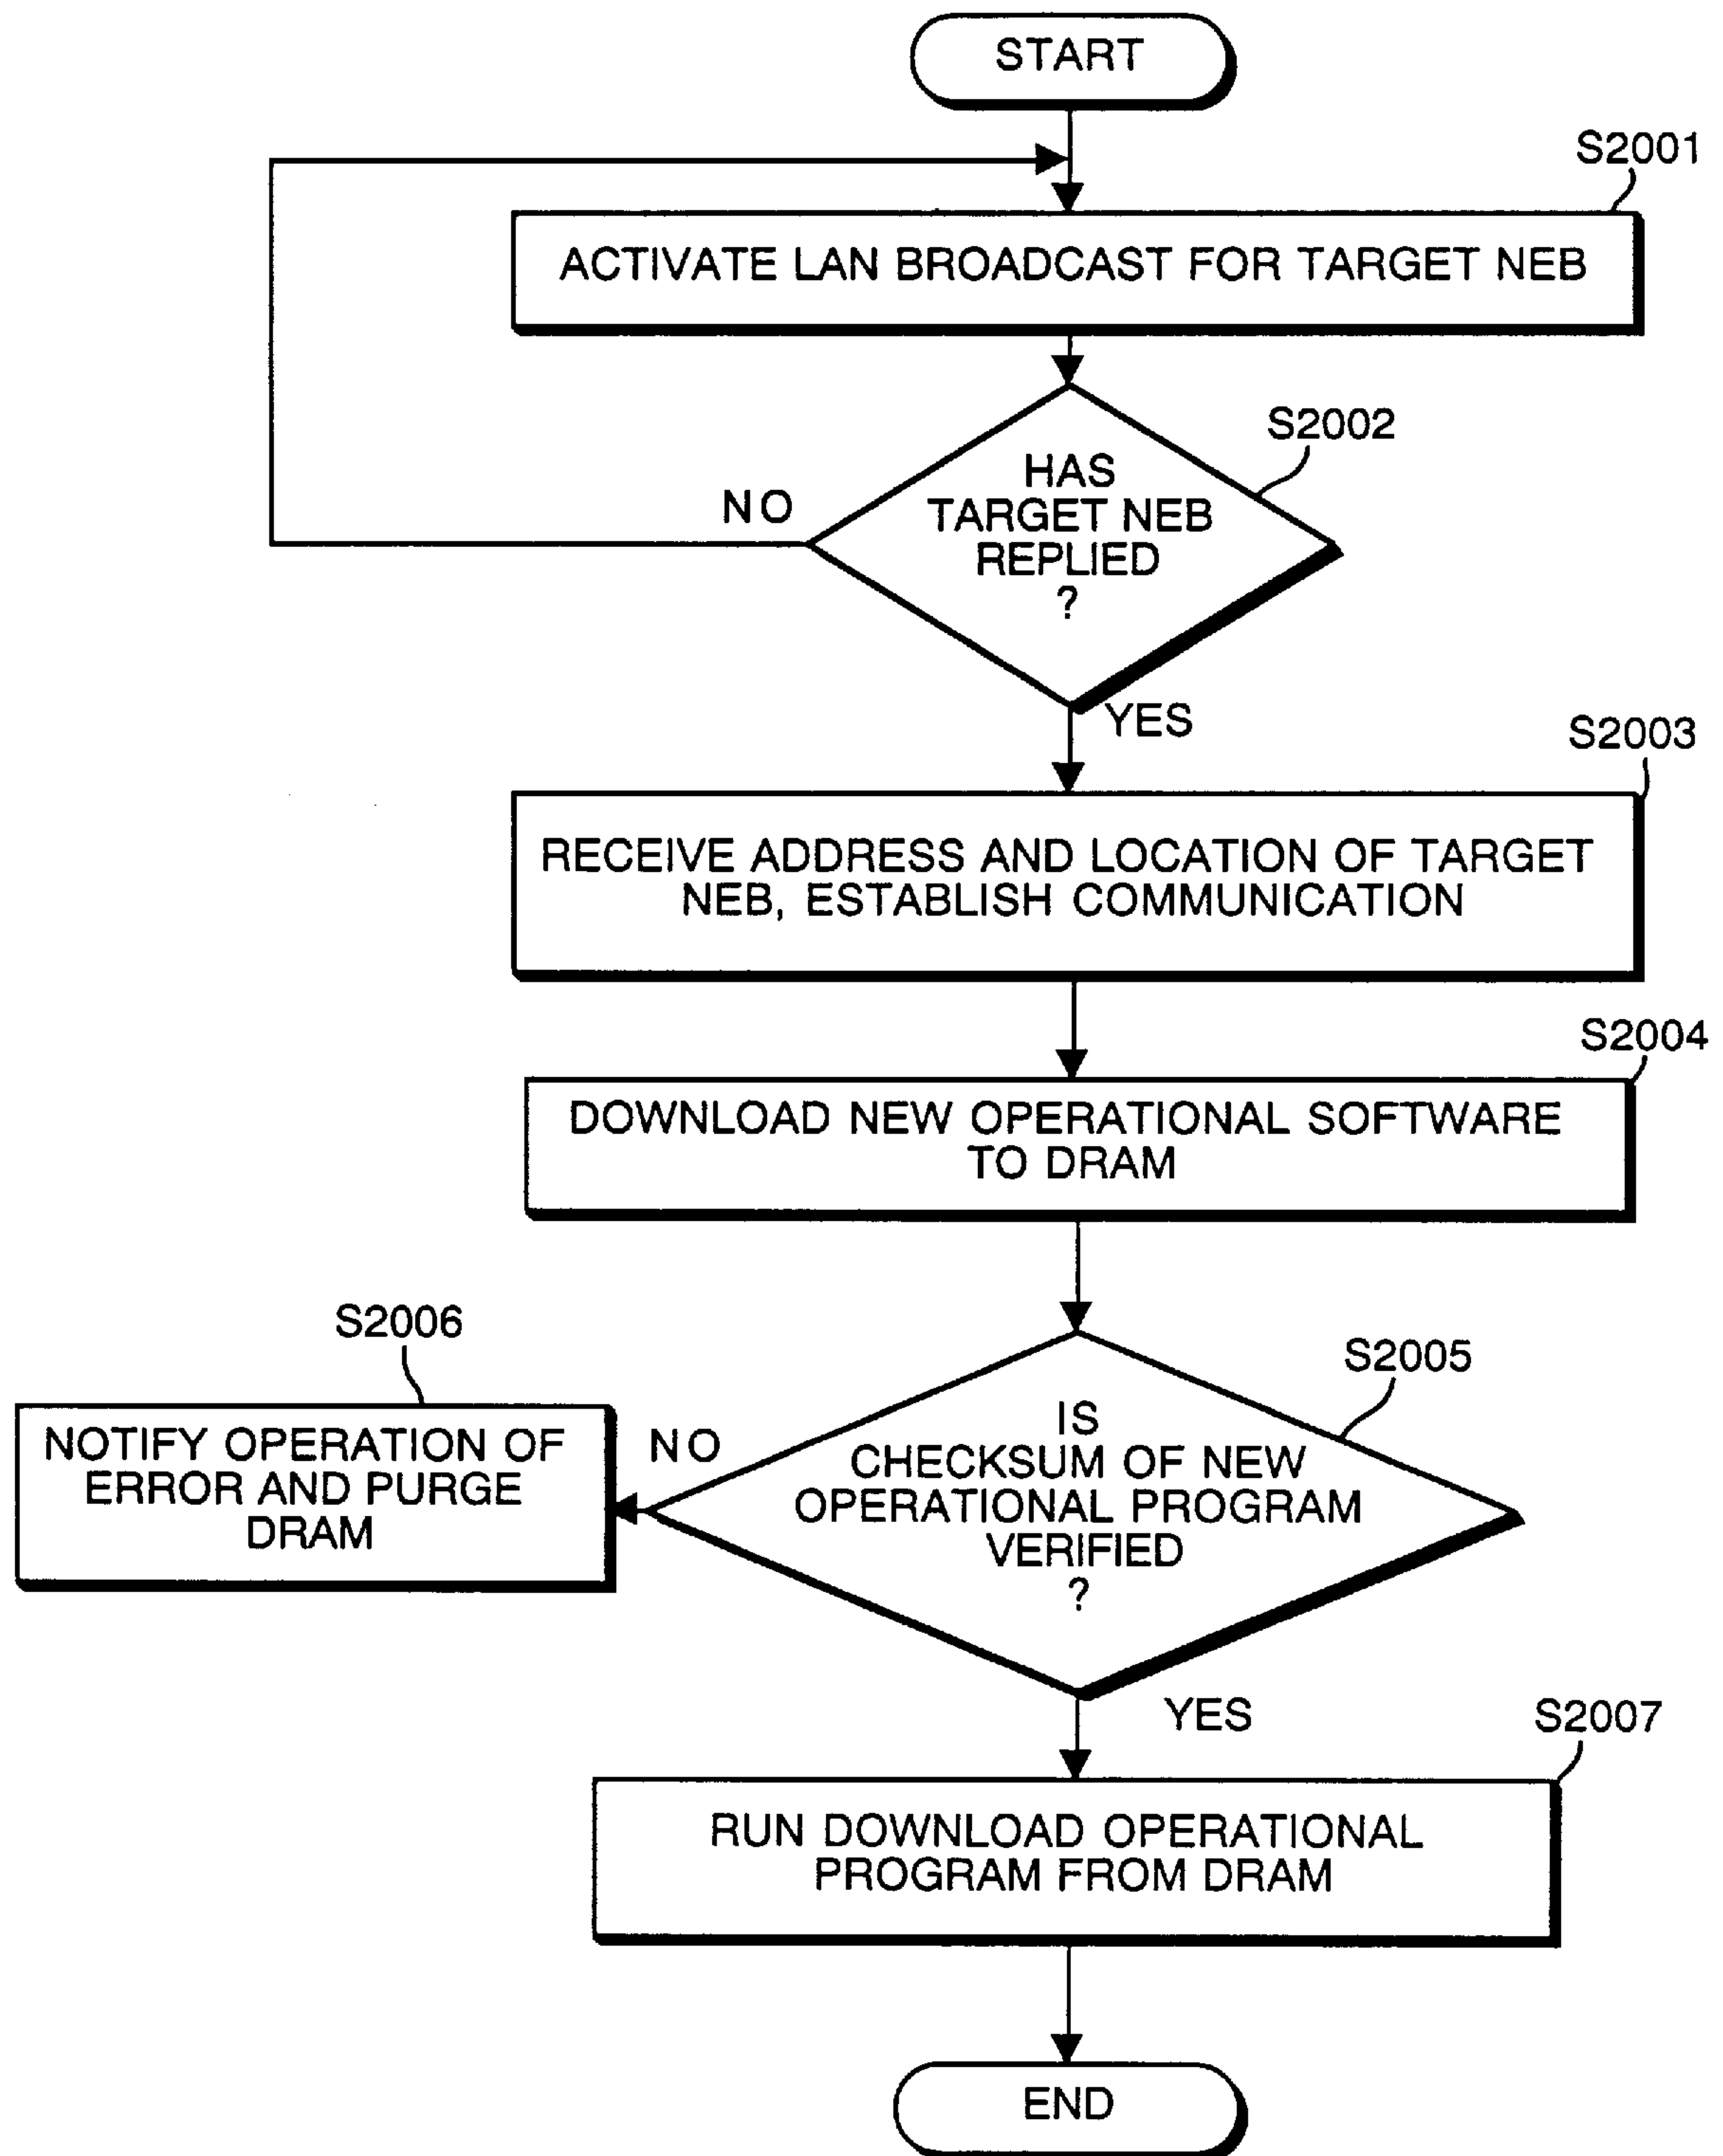 START
S2001
ACTIVATE LAN BROADCAST FOR TARGET NEB
S2002
HAS
TARGET NEB
REPLIED
?
NO
YES
S2003
RECEIVE ADDRESS AND LOCATION OF TARGET
NEB, ESTABLISH COMMUNICATION
S2004
DOWNLOAD NEW OPERATIONAL SOFTWARE
TO DRAM
S2005
IS
CHECKSUM OF NEW
OPERATIONAL PROGRAM
VERIFIED
?
NO
S2006
NOTIFY OPERATION OF
ERROR AND PURGE
DRAM
YES
S2007
RUN DOWNLOAD OPERATIONAL
PROGRAM FROM DRAM
END